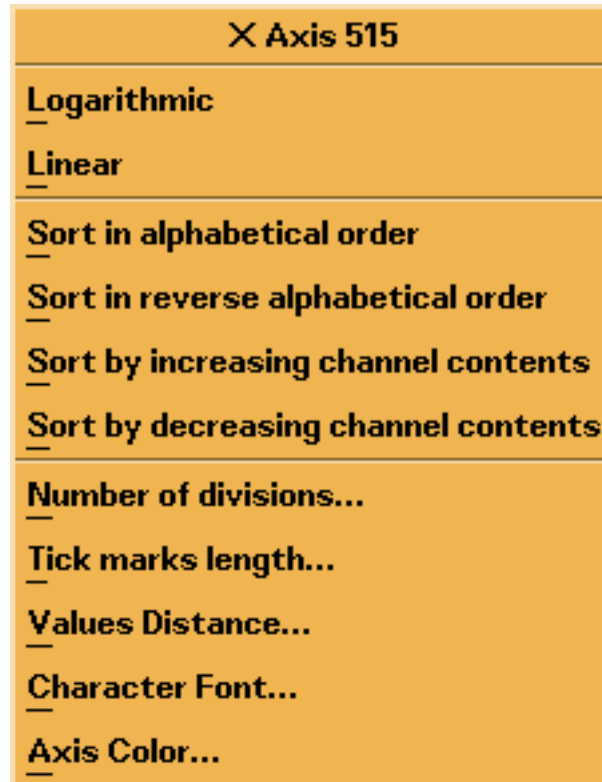 X Axis 515
Logarithmic
Linear
Sort in alphabetical order
Sort in reverse alphabetical order
Sort by increasing channel contents
Sort by decreasing channel contents
Number of divisions...
Tick marks length...
Values Distance...
Character Font...
Axis Color...